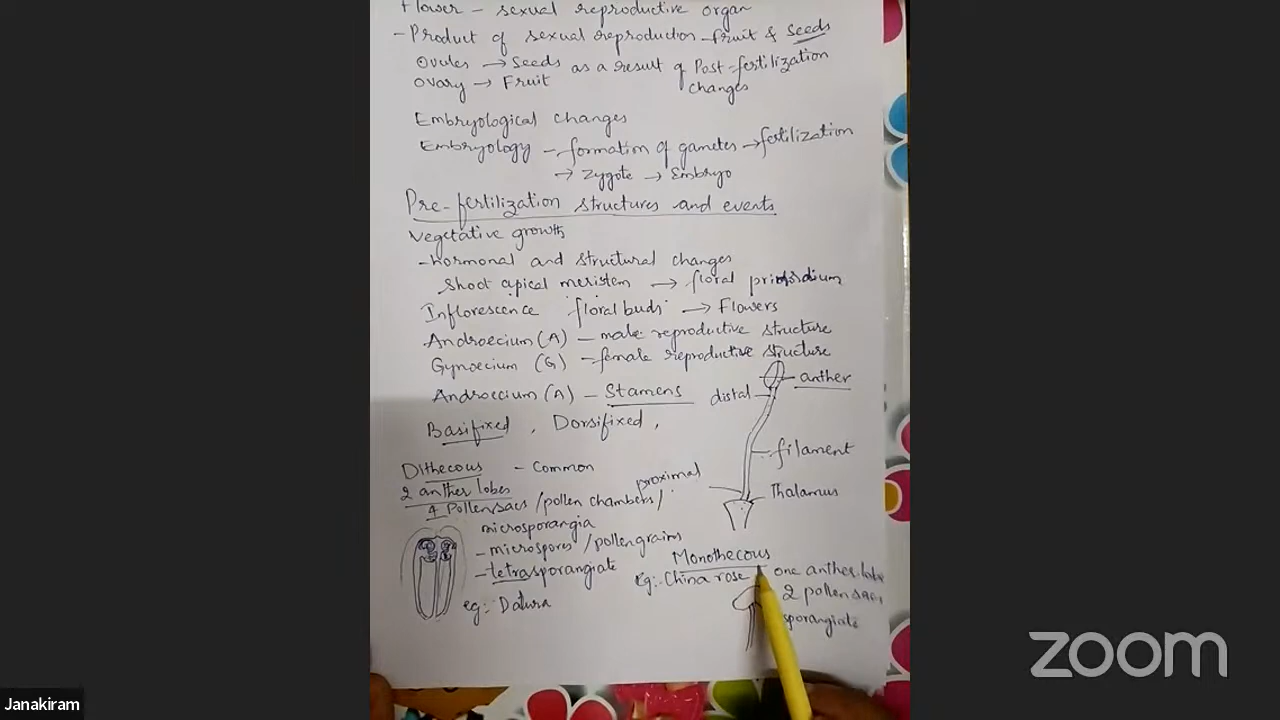 Flower - sexual reproductive organ
- Product of sexual reproduction - fruit & seeds
Ovules → Seeds as a result of Post-fertilization
Ovary → Fruit changes
Embryological changes
Embryology - formation of gametes → fertilization
→ Zygote → Embryo
Pre-fertilization structures and events
Vegetative growth
- hormonal and structural changes
Shoot apical meristem → floral primordium
Inflorescence floral buds → Flowers
Androecium (A) - male reproductive structure
Gynoecium (G) - female reproductive structure
Androecium (A) - Stamens
distal
anther
Basifixed, Dorsifixed,
filament
Dithecous - Common
proximal
2 anther lobes
Thalamus
4 Pollensacs / pollen chambers /
microsporangia
- microspores / pollengrains
Monothecous
- tetrasporangiate
eg:- China rose
one anther lobe
2 pollensacs
eg:- Datura
sporangiate
zoom
Janakiram